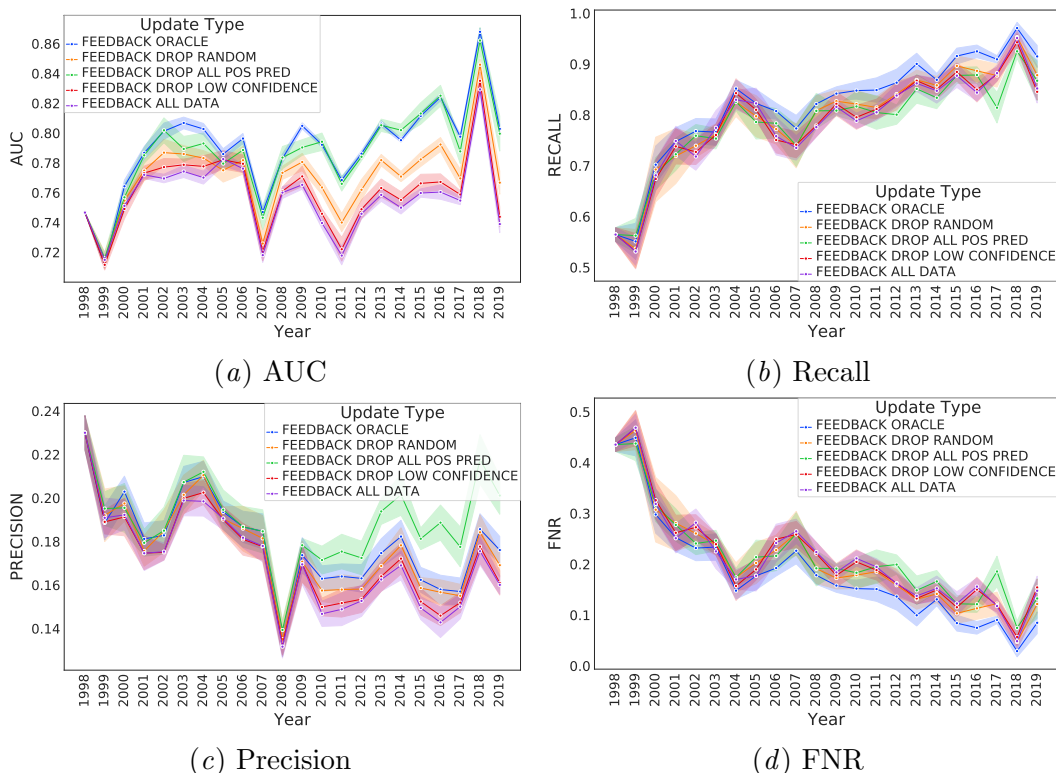 Update Type
FEEDBACK ORACLE
FEEDBACK DROP RANDOM
FEEDBACK DROP ALL POS PRED
FEEDBACK DROP LOW CONFIDENCE
FEEDBACK ALL DATA
0.86
0.84
0.82
0.80
0.78
0.76
0.74
0.72
AUC
1998 1999 2000 2001 2002 2003 2004 2005 2006 2007 2008 2009 2010 2011 2012 2013 2014 2015 2016 2017 2018 2019
Year
(a) AUC
1.0
0.9
0.8
0.7
0.6
0.5
RECALL
Update Type
FEEDBACK ORACLE
FEEDBACK DROP RANDOM
FEEDBACK DROP ALL POS PRED
FEEDBACK DROP LOW CONFIDENCE
FEEDBACK ALL DATA
1998 1999 2000 2001 2002 2003 2004 2005 2006 2007 2008 2009 2010 2011 2012 2013 2014 2015 2016 2017 2018 2019
Year
(b) Recall
0.24
0.22
0.20
0.18
0.16
0.14
PRECISION
Update Type
FEEDBACK ORACLE
FEEDBACK DROP RANDOM
FEEDBACK DROP ALL POS PRED
FEEDBACK DROP LOW CONFIDENCE
FEEDBACK ALL DATA
1998 1999 2000 2001 2002 2003 2004 2005 2006 2007 2008 2009 2010 2011 2012 2013 2014 2015 2016 2017 2018 2019
Year
(c) Precision
0.5
0.4
0.3
0.2
0.1
0.0
FNR
Update Type
FEEDBACK ORACLE
FEEDBACK DROP RANDOM
FEEDBACK DROP ALL POS PRED
FEEDBACK DROP LOW CONFIDENCE
FEEDBACK ALL DATA
1998 1999 2000 2001 2002 2003 2004 2005 2006 2007 2008 2009 2010 2011 2012 2013 2014 2015 2016 2017 2018 2019
Year
(d) FNR